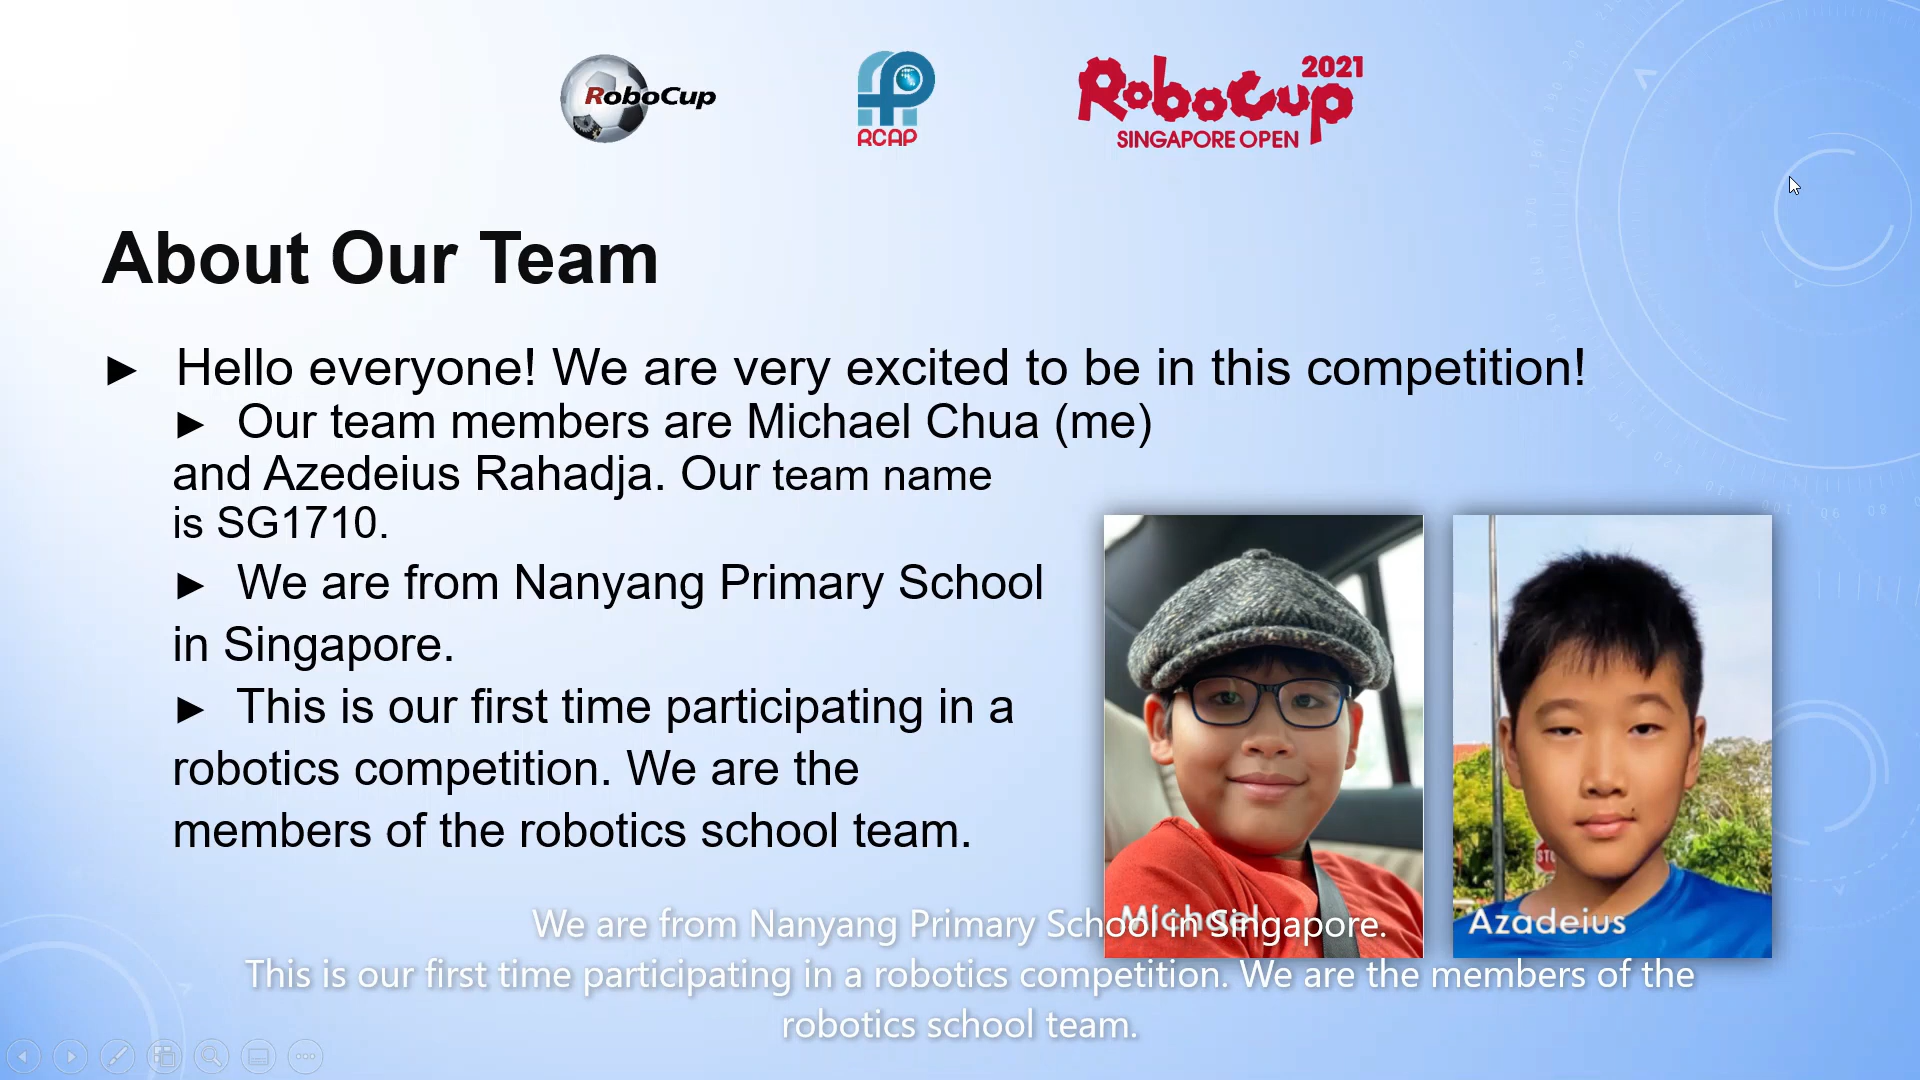 RoboCup
RCAP
2021
RoboCup
SINGAPORE OPEN
About Our Team
► Hello everyone! We are very excited to be in this competition!
► Our team members are Michael Chua (me)
and Azedeius Rahadja. Our team name
is SG1710.
► We are from Nanyang Primary School
in Singapore.
► This is our first time participating in a
robotics competition. We are the
members of the robotics school team.
Michael
Azadeius
We are from Nanyang Primary School in Singapore.
This is our first time participating in a robotics competition. We are the members of the
robotics school team.